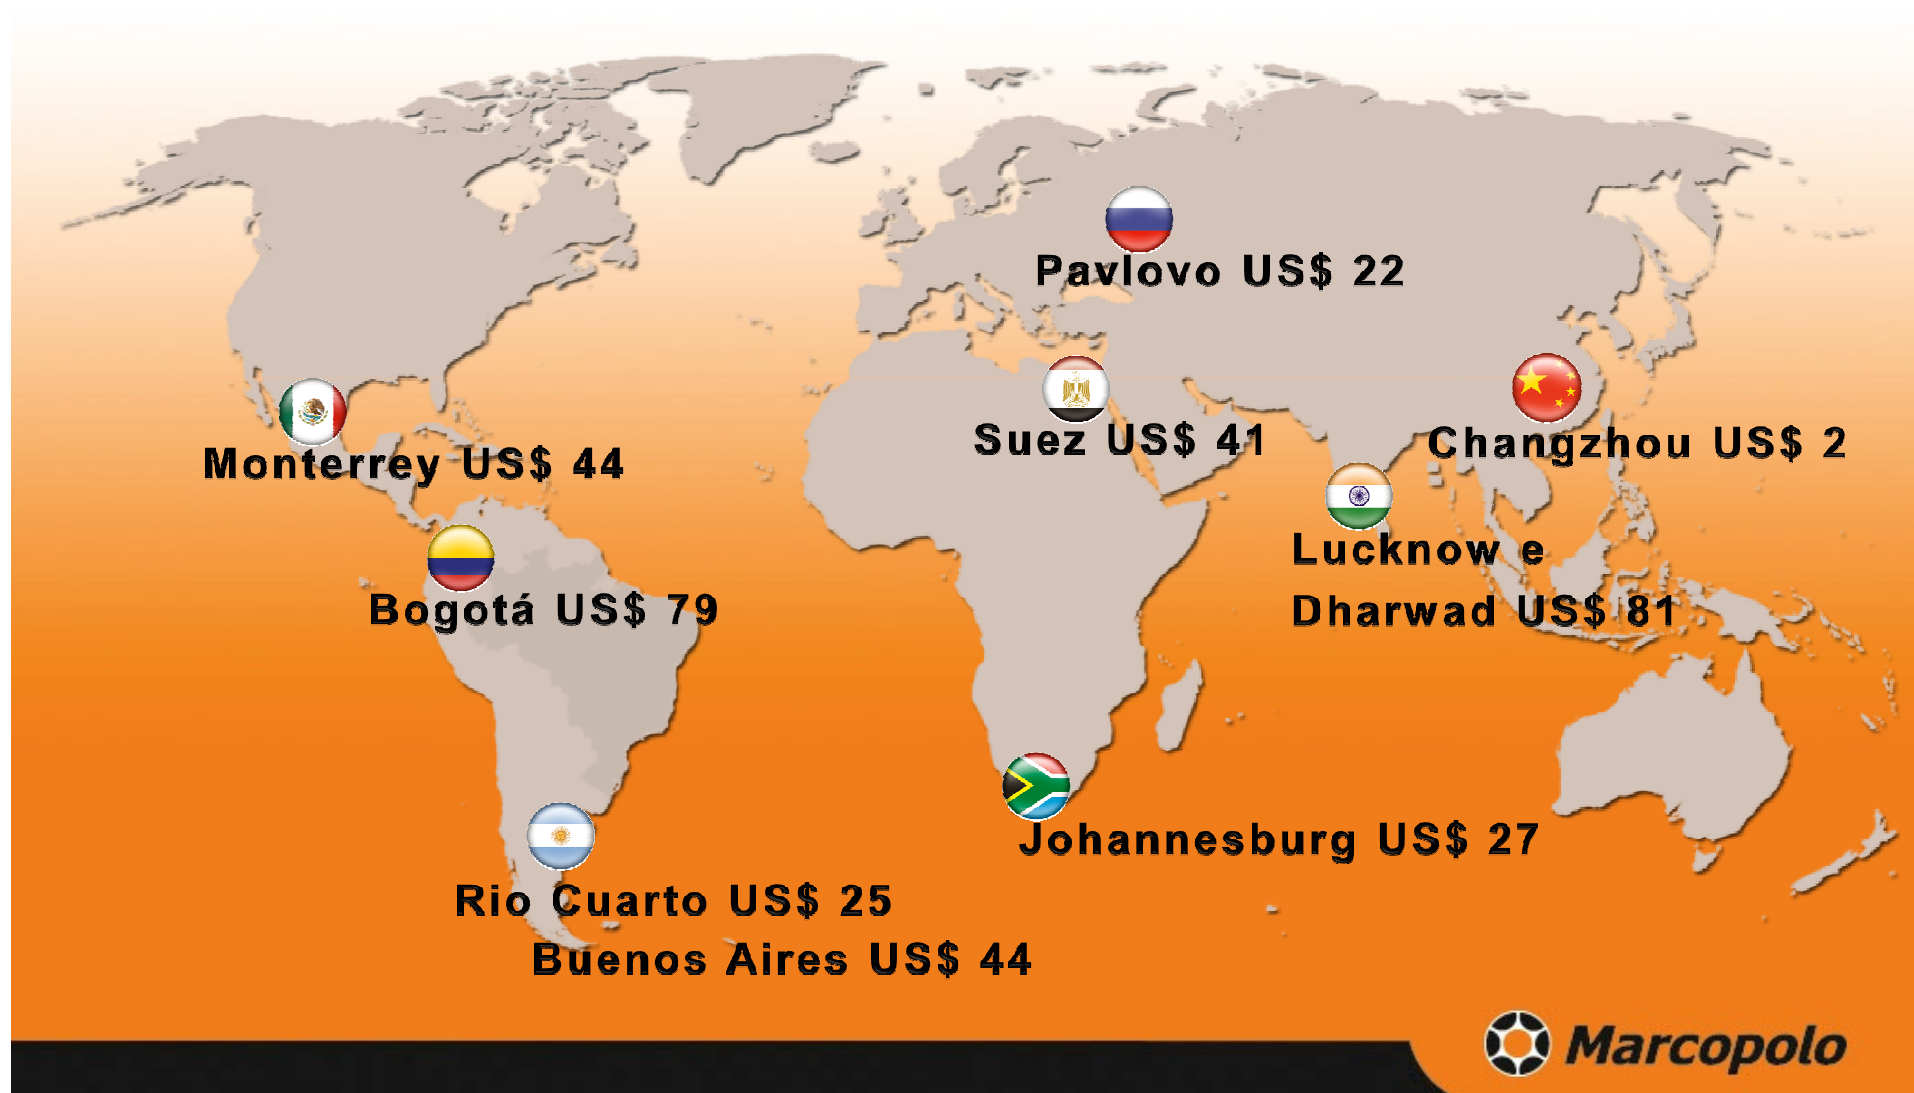 Pavlovo US$ 22
Suez US$ 41
Changzhou US$ 2
Monterrey US$ 44
Lucknow e
Dharwad US$ 81
Bogotá US$ 79
Johannesburg US$ 27
Rio Cuarto US$ 25
Buenos Aires US$ 44
Marcopolo